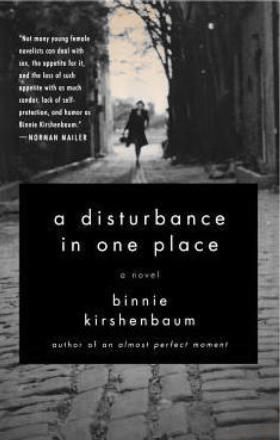 "Not many young female
novelists can deal with
sex, the appetite for it,
and the loss of such
appetite with as much
candor, lack of self-
protection, and humor as
Binnie Kirshenbaum."
—NORMAN MAILER
a disturbance
in one place
a novel
binnie
kirshenbaum
author of an almost perfect moment